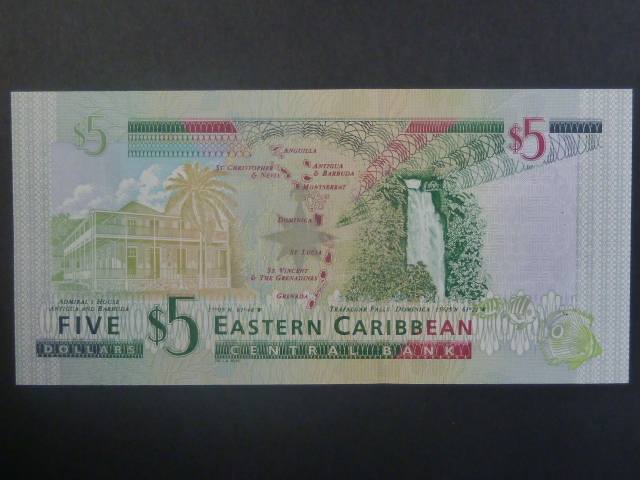 $5
$5
ANGUILLA
ST. CHRISTOPHER
& NEVIS
ANTIGUA
& BARBUDA
MONTSERRAT
DOMINICA
ST. LUCIA
ST. VINCENT
& THE GRENADINES
GRENADA
ADMIRAL'S HOUSE
ANTIGUA AND BARBUDA
TRAFALGAR FALLS, DOMINICA
FIVE
DOLLARS
$5
EASTERN CARIBBEAN
CENTRAL BANK